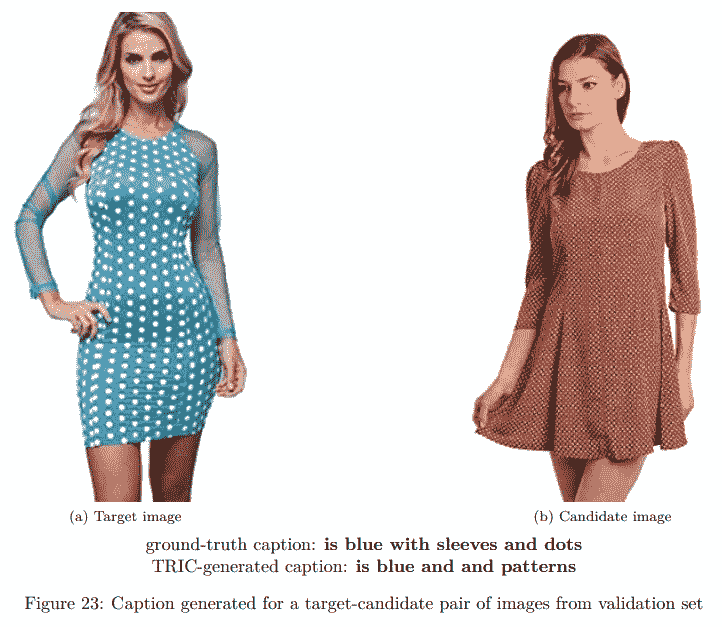 (a) Target image
(b) Candidate image
ground-truth caption: is blue with sleeves and dots
TRIC-generated caption: is blue and and patterns
Figure 23: Caption generated for a target-candidate pair of images from validation set